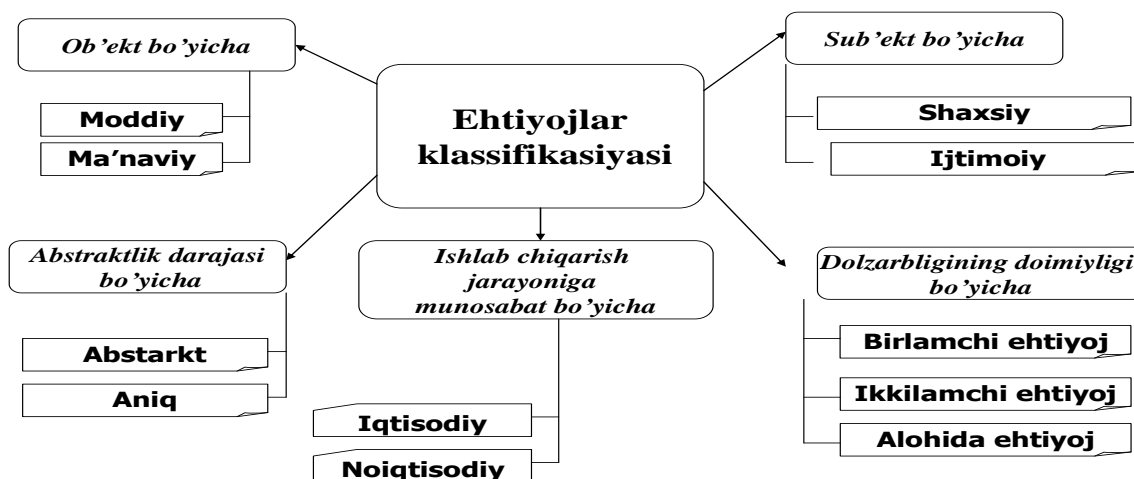 Ob’ekt bo’yicha
Moddiy
Ma’naviy
Ehtiyojlar
klassifikasiyasi
Sub’ekt bo’yicha
Shaxsiy
Ijtimoiy
Abstraktlik darajasi
bo’yicha
Abstarkt
Aniq
Ishlab chiqarish
jarayoniga
munosabat bo’yicha
Iqtisodiy
Noiqtisodiy
Dolzarbligining doimiyligi
bo’yicha
Birlamchi ehtiyoj
Ikkilamchi ehtiyoj
Alohida ehtiyoj